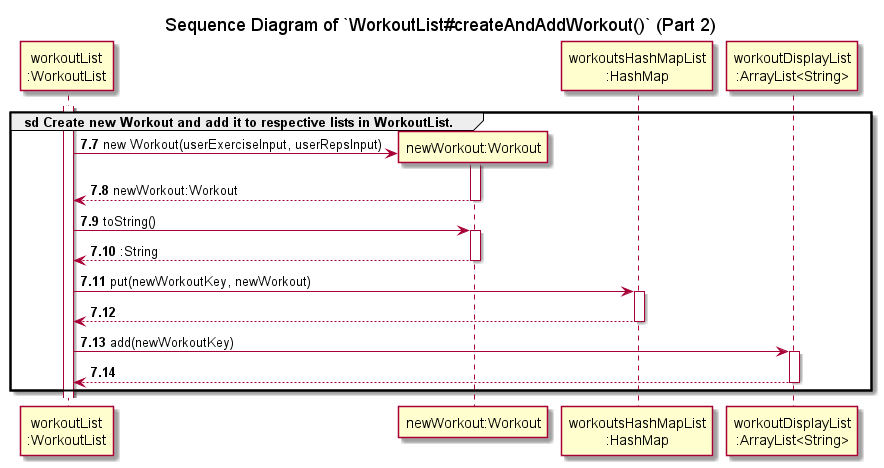 Sequence Diagram of `WorkoutList#createAndAddWorkout()` (Part 2)
workoutList
:WorkoutList
workoutsHashMapList
:HashMap
workoutDisplayList
:ArrayList<String>
sd Create new Workout and add it to respective lists in WorkoutList.
7.7 new Workout(userExerciseInput, userRepsInput)
newWorkout:Workout
7.8 newWorkout:Workout
7.9 toString()
7.10 :String
7.11 put(newWorkoutKey, newWorkout)
7.12
7.13 add(newWorkoutKey)
7.14
workoutList
:WorkoutList
newWorkout:Workout
workoutsHashMapList
:HashMap
workoutDisplayList
:ArrayList<String>